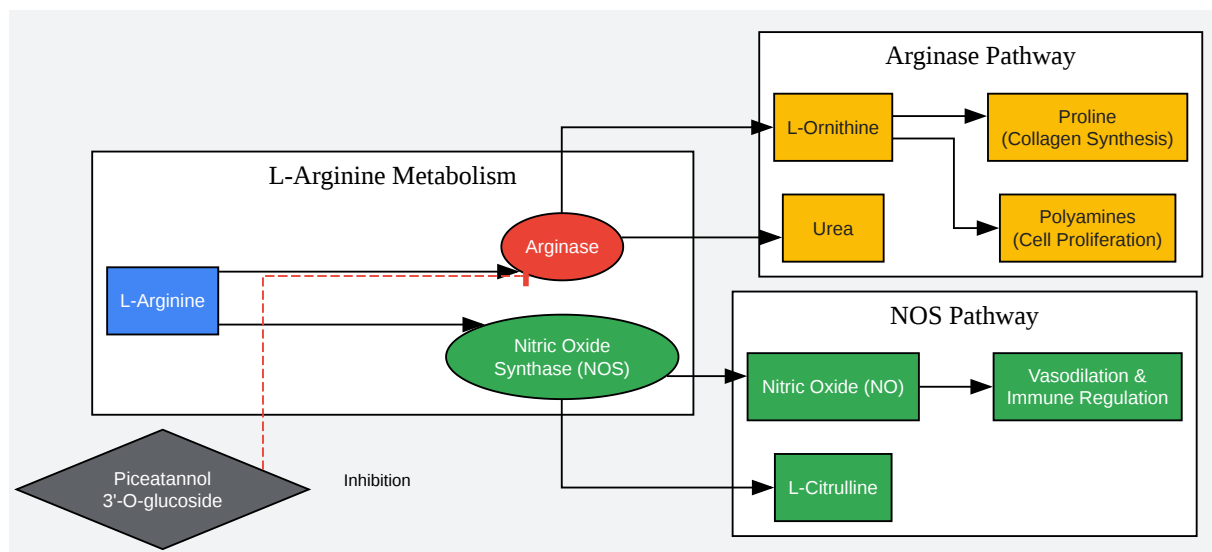 Arginase Pathway
L-Ornithine
Proline
(Collagen Synthesis)
Urea
Polyamines
(Cell Proliferation)
L-Arginine Metabolism
Arginase
L-Arginine
Nitric Oxide
Synthase (NOS)
NOS Pathway
Nitric Oxide (NO)
Vasodilation &
Immune Regulation
L-Citrulline
Piceatannol
3'-O-glucoside
Inhibition